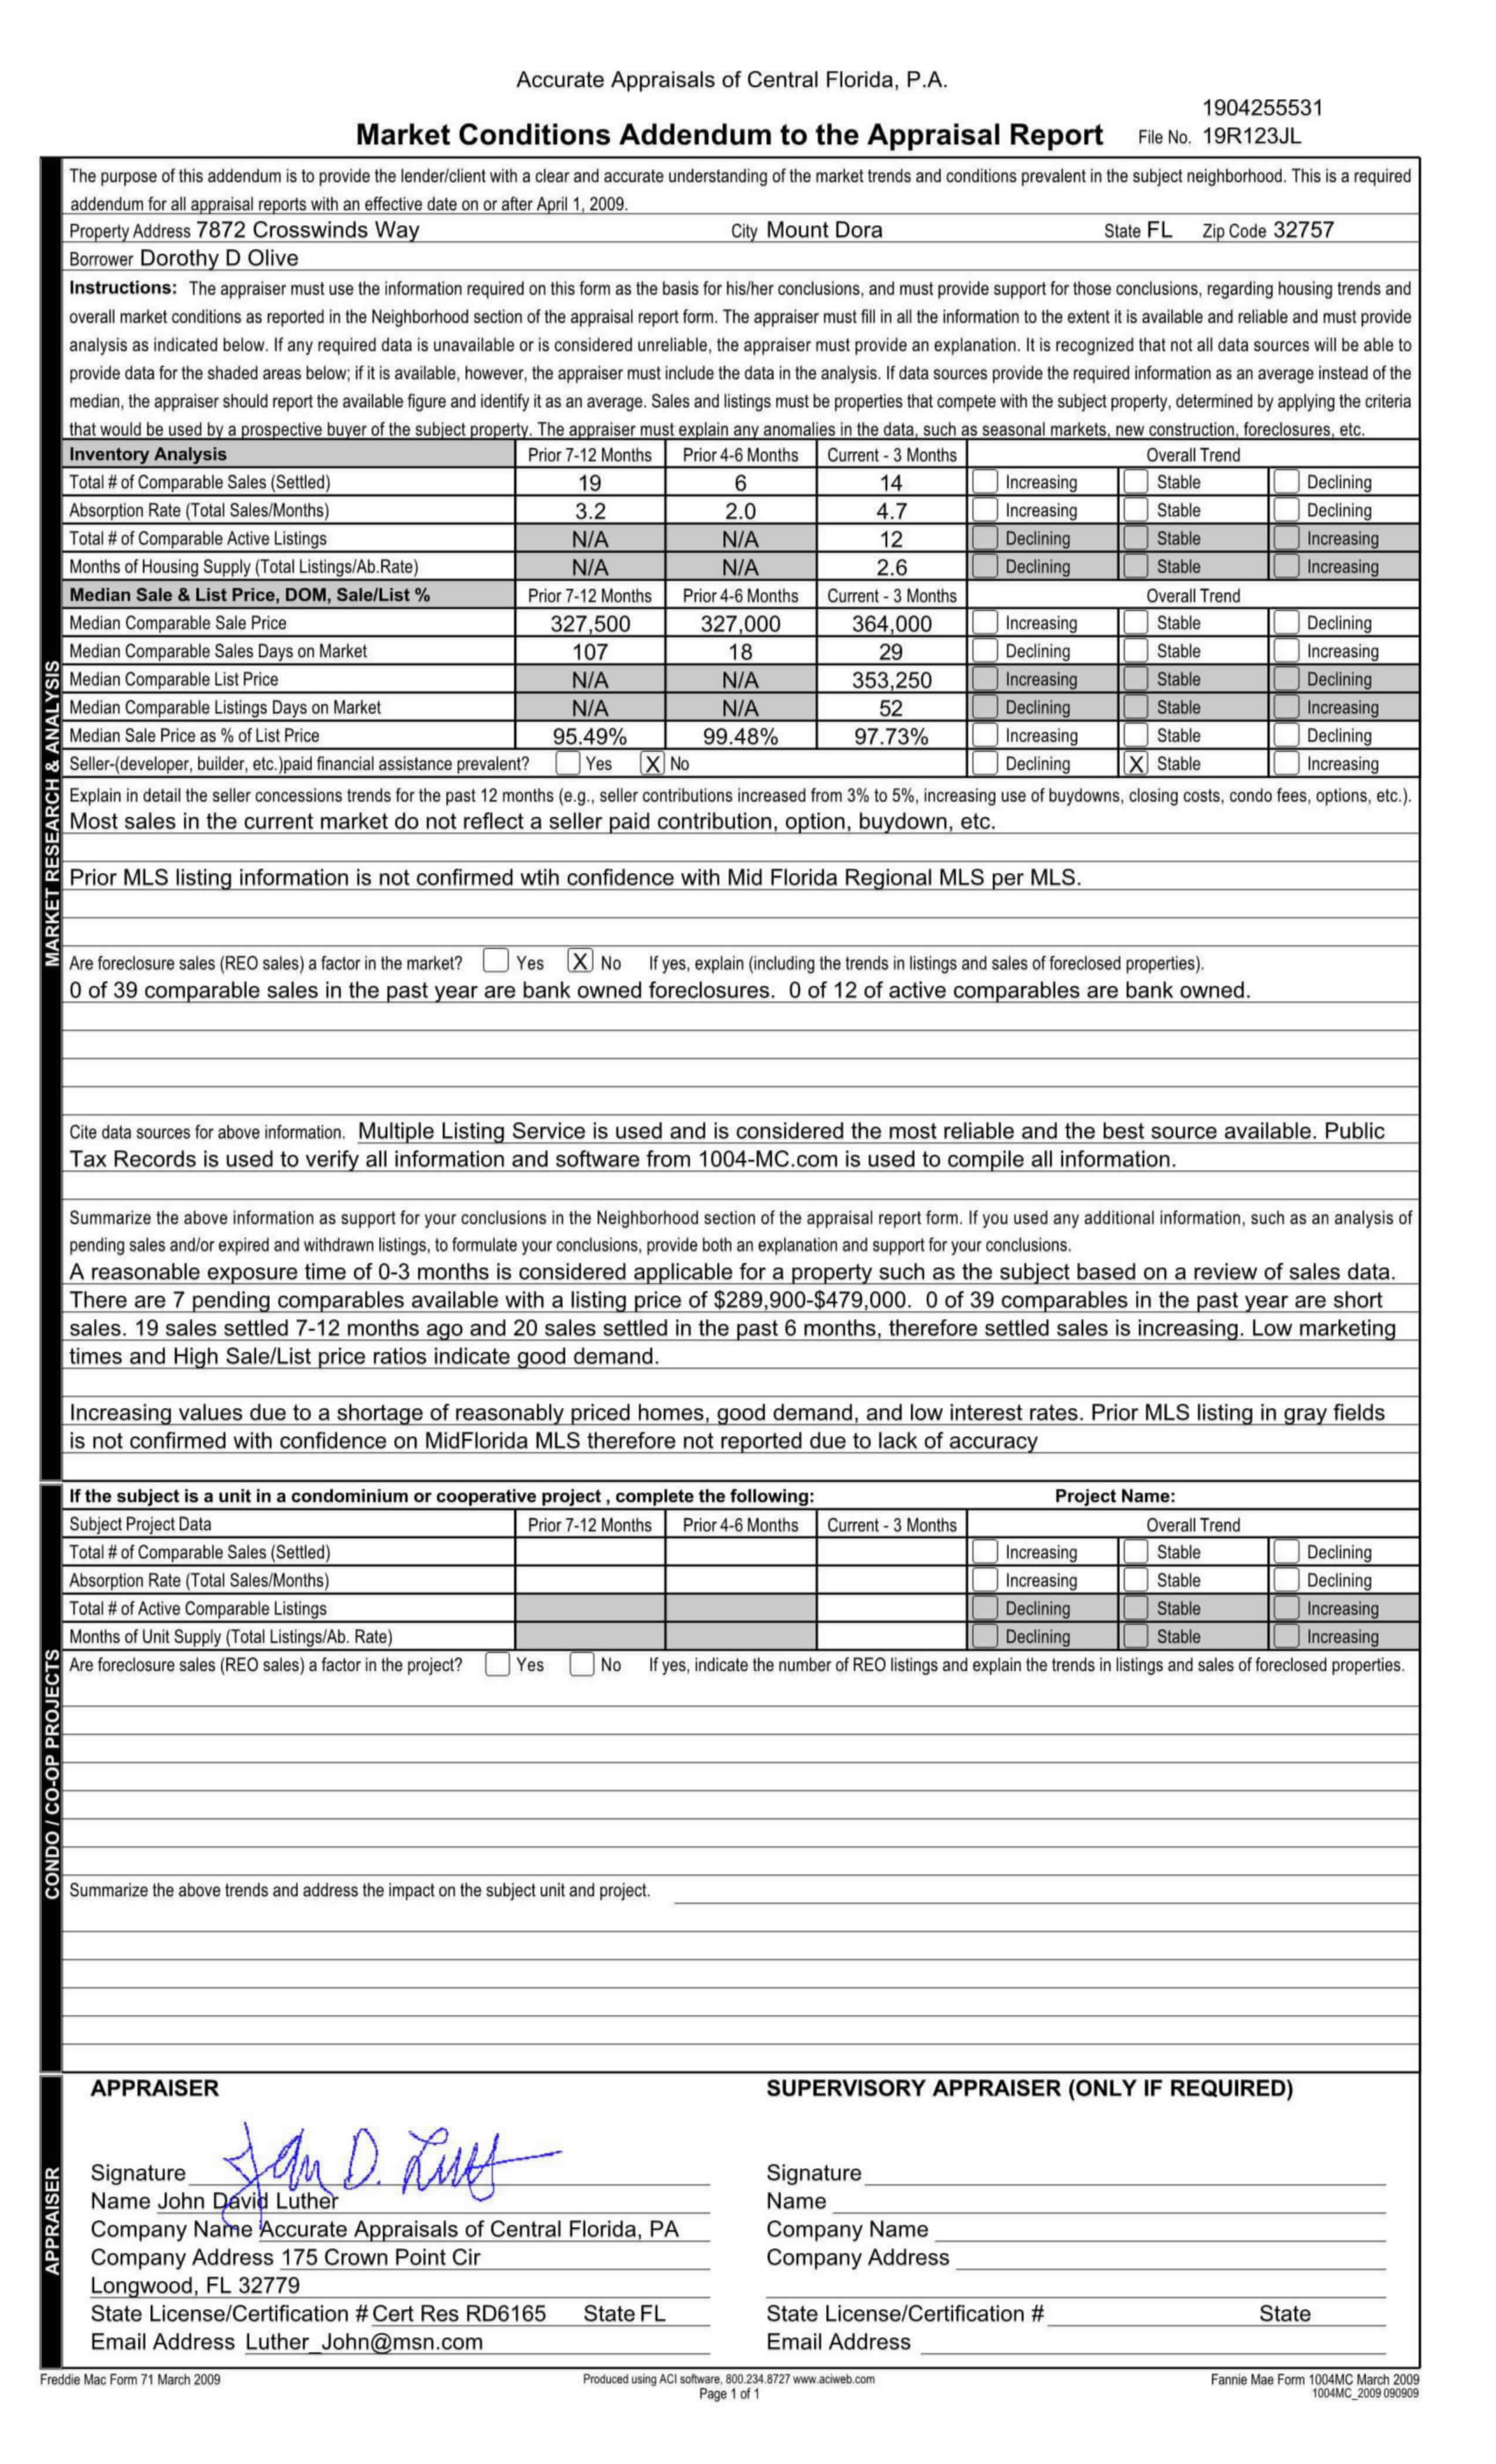 Accurate Appraisals of Central Florida, P.A.
1904255531
Market Conditions Addendum to the Appraisal Report File No. 19R123JL
The purpose of this addendum is to provide the lender/client with a clear and accurate understanding of the market trends and conditions prevalent in the subject neighborhood. This is a required
addendum for all appraisal reports with an effective date on or after April 1, 2009.
Property Address 7872 Crosswinds Way City Mount Dora State FL Zip Code 32757
Borrower Dorothy D Olive
Instructions: The appraiser must use the information required on this form as the basis for his/her conclusions, and must provide support for those conclusions, regarding housing trends and
overall market conditions as reported in the Neighborhood section of the appraisal report form. The appraiser must fill in all the information to the extent it is available and reliable and must provide
analysis as indicated below. If any required data is unavailable or is considered unreliable, the appraiser must provide an explanation. It is recognized that not all data sources will be able to
provide data for the shaded areas below; if it is available, however, the appraiser must include the data in the analysis. If data sources provide the required information as an average instead of the
median, the appraiser should report the available figure and identify it as an average. Sales and listings must be properties that compete with the subject property, determined by applying the criteria
that would be used by a prospective buyer of the subject property. The appraiser must explain any anomalies in the data, such as seasonal markets, new construction, foreclosures, etc.
Inventory Analysis Prior 7-12 Months Prior 4-6 Months Current - 3 Months Overall Trend
Total # of Comparable Sales (Settled) 19 6 14 Increasing Stable Declining
Absorption Rate (Total Sales/Months) 3.2 2.0 4.7 Increasing Stable Declining
Total # of Comparable Active Listings N/A N/A 12 Declining Stable Increasing
Months of Housing Supply (Total Listings/Ab.Rate) N/A N/A 2.6 Declining Stable Increasing
Median Sale & List Price, DOM, Sale/List % Prior 7-12 Months Prior 4-6 Months Current - 3 Months Overall Trend
Median Comparable Sale Price 327,500 327,000 364,000 Increasing Stable Declining
Median Comparable Sales Days on Market 107 18 29 Declining Stable Increasing
Median Comparable List Price N/A N/A 353,250 Increasing Stable Declining
Median Comparable Listings Days on Market N/A N/A 52 Declining Stable Increasing
Median Sale Price as % of List Price 95.49% 99.48% 97.73% Increasing Stable Declining
Seller-(developer, builder, etc.)paid financial assistance prevalent? Yes X No Declining X Stable Increasing
Explain in detail the seller concessions trends for the past 12 months (e.g., seller contributions increased from 3% to 5%, increasing use of buydowns, closing costs, condo fees, options, etc.).
Most sales in the current market do not reflect a seller paid contribution, option, buydown, etc.
Prior MLS listing information is not confirmed wtih confidence with Mid Florida Regional MLS per MLS.
MARKET RESEARCH & ANALYSIS
Are foreclosure sales (REO sales) a factor in the market? Yes X No If yes, explain (including the trends in listings and sales of foreclosed properties).
0 of 39 comparable sales in the past year are bank owned foreclosures. 0 of 12 of active comparables are bank owned.
Cite data sources for above information. Multiple Listing Service is used and is considered the most reliable and the best source available. Public
Tax Records is used to verify all information and software from 1004-MC.com is used to compile all information.
Summarize the above information as support for your conclusions in the Neighborhood section of the appraisal report form. If you used any additional information, such as an analysis of
pending sales and/or expired and withdrawn listings, to formulate your conclusions, provide both an explanation and support for your conclusions.
A reasonable exposure time of 0-3 months is considered applicable for a property such as the subject based on a review of sales data.
There are 7 pending comparables available with a listing price of $289,900-$479,000. 0 of 39 comparables in the past year are short
sales. 19 sales settled 7-12 months ago and 20 sales settled in the past 6 months, therefore settled sales is increasing. Low marketing
times and High Sale/List price ratios indicate good demand.
Increasing values due to a shortage of reasonably priced homes, good demand, and low interest rates. Prior MLS listing in gray fields
is not confirmed with confidence on MidFlorida MLS therefore not reported due to lack of accuracy
If the subject is a unit in a condominium or cooperative project , complete the following: Project Name:
Subject Project Data Prior 7-12 Months Prior 4-6 Months Current - 3 Months Overall Trend
Total # of Comparable Sales (Settled) Increasing Stable Declining
Absorption Rate (Total Sales/Months) Increasing Stable Declining
Total # of Active Comparable Listings Declining Stable Increasing
Months of Unit Supply (Total Listings/Ab. Rate) Declining Stable Increasing
Are foreclosure sales (REO sales) a factor in the project? Yes No If yes, indicate the number of REO listings and explain the trends in listings and sales of foreclosed properties.
CONDO / CO-OP PROJECTS
Summarize the above trends and address the impact on the subject unit and project.
APPRAISER SUPERVISORY APPRAISER (ONLY IF REQUIRED)
APPRAISER
Signature John D. Luth Signature
Name John David Luther Name
Company Name Accurate Appraisals of Central Florida, PA Company Name
Company Address 175 Crown Point Cir Company Address
Longwood, FL 32779
State License/Certification # Cert Res RD6165 State FL State License/Certification # State
Email Address Luther_John@msn.com Email Address
Freddie Mac Form 71 March 2009 Produced using ACI software, 800.234.8727 www.aciweb.com Fannie Mae Form 1004MC March 2009
Page 1 of 1 1004MC_2009 090909